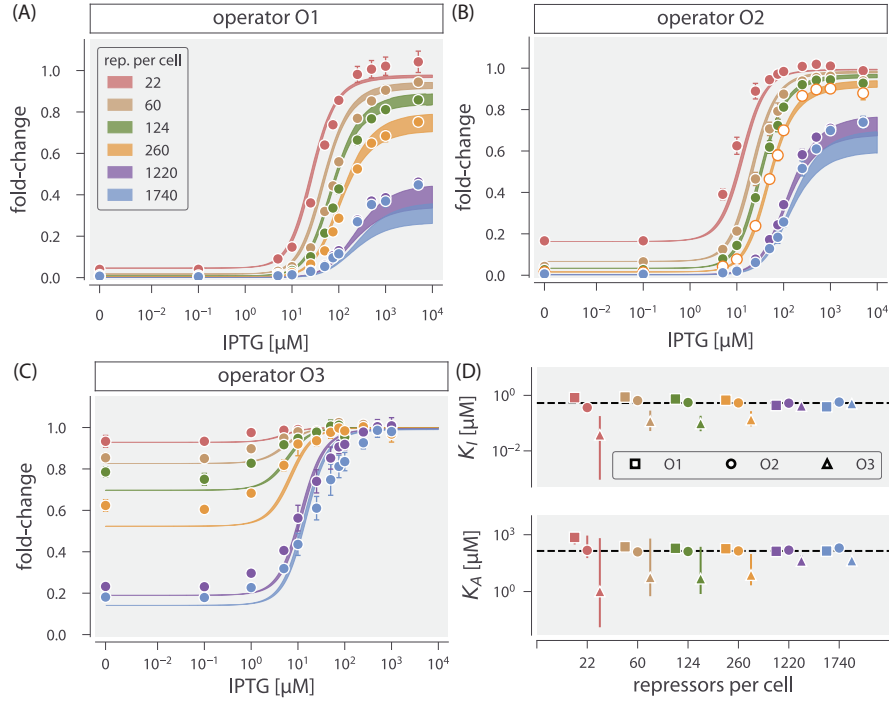 (A)
operator O1
fold-change
1.0
0.8
0.6
0.4
0.2
0.0
rep. per cell
22
60
124
260
1220
1740
0
10⁻²
10⁻¹
10⁰
10¹
10²
10³
10⁴
IPTG [µM]
(B)
operator O2
fold-change
1.0
0.8
0.6
0.4
0.2
0.0
0
10⁻²
10⁻¹
10⁰
10¹
10²
10³
10⁴
IPTG [µM]
(C)
operator O3
fold-change
1.0
0.8
0.6
0.4
0.2
0.0
0
10⁻²
10⁻¹
10⁰
10¹
10²
10³
10⁴
IPTG [µM]
(D)
K_I [µM]
10⁰
10⁻²
O1
O2
O3
K_A [µM]
10³
10⁰
22
60
124
260
1220
1740
repressors per cell